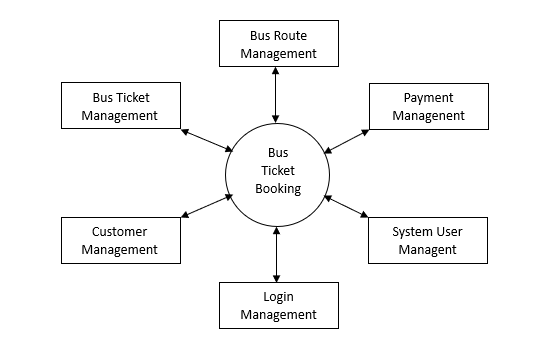 Bus Route
Management
Bus Ticket
Management
Payment
Managenent
Bus
Ticket
Booking
Customer
Management
System User
Managent
Login
Management